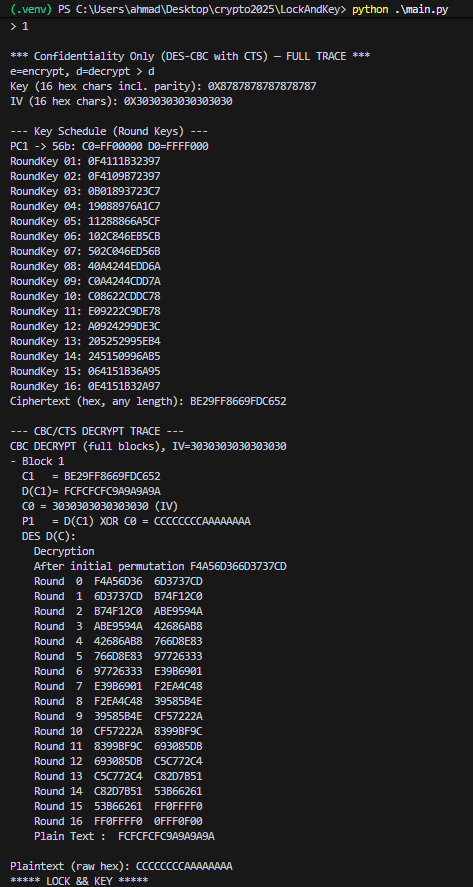 (.venv) PS C:\Users\ahmad\Desktop\crypto2025\LockAndKey> python .\main.py
> 1
*** Confidentiality Only (DES-CBC with CTS) — FULL TRACE ***
e=encrypt, d=decrypt > d
Key (16 hex chars incl. parity): 0X8787878787878787
IV (16 hex chars): 0X3030303030303030
--- Key Schedule (Round Keys) ---
PC1 -> 56b: C0=FF00000 D0=FFFF000
RoundKey 01: 0F4111B32397
RoundKey 02: 0F4109B72397
RoundKey 03: 0B01893723C7
RoundKey 04: 19088976A1C7
RoundKey 05: 11288866A5CF
RoundKey 06: 102C846EB5CB
RoundKey 07: 502C046ED56B
RoundKey 08: 40A4244EDD6A
RoundKey 09: C0A4244CDD7A
RoundKey 10: C08622CDDC78
RoundKey 11: E09222C9DE78
RoundKey 12: A0924299DE3C
RoundKey 13: 205252995EB4
RoundKey 14: 245150996AB5
RoundKey 15: 064151B36A95
RoundKey 16: 0E4151B32A97
Ciphertext (hex, any length): BE29FF8669FDC652
--- CBC/CTS DECRYPT TRACE ---
CBC DECRYPT (full blocks), IV=3030303030303030
- Block 1
C1   = BE29FF8669FDC652
D(C1)= FCFCFCFC9A9A9A9A
C0 = 3030303030303030 (IV)
P1   = D(C1) XOR C0 = CCCCCCCCAAAAAAAA
DES D(C):
Decryption
After initial permutation F4A56D366D3737CD
Round  0  F4A56D36  6D3737CD
Round  1  6D3737CD  B74F12C0
Round  2  B74F12C0  ABE9594A
Round  3  ABE9594A  42686AB8
Round  4  42686AB8  766D8E83
Round  5  766D8E83  97726333
Round  6  97726333  E39B6901
Round  7  E39B6901  F2EA4C48
Round  8  F2EA4C48  39585B4E
Round  9  39585B4E  CF57222A
Round 10  CF57222A  8399BF9C
Round 11  8399BF9C  693085DB
Round 12  693085DB  C5C772C4
Round 13  C5C772C4  C82D7B51
Round 14  C82D7B51  53B66261
Round 15  53B66261  FF0FFFF0
Round 16  FF0FFFF0  0FFF0F00
Plain Text :  FCFCFCFC9A9A9A9A
Plaintext (raw hex): CCCCCCCCAAAAAAAA
***** LOCK && KEY *****